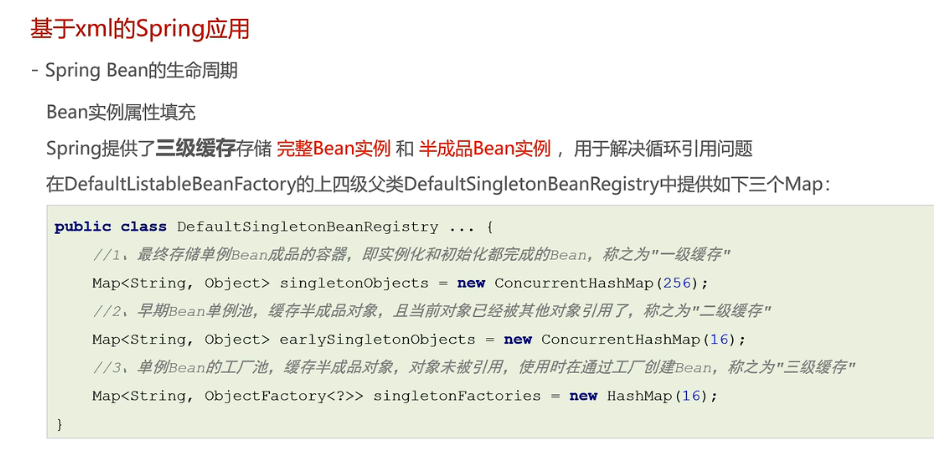 基于xml的Spring应用
- Spring Bean的生命周期
Bean实例属性填充
Spring提供了三级缓存存储 完整Bean实例 和 半成品Bean实例 ，用于解决循环引用问题
在DefaultListableBeanFactory的上四级父类DefaultSingletonBeanRegistry中提供如下三个Map：
public class DefaultSingletonBeanRegistry ... {
//1、最终存储单例Bean成品的容器，即实例化和初始化都完成的Bean，称之为"一级缓存"
Map<String, Object> singletonObjects = new ConcurrentHashMap(256);
//2、早期Bean单例池，缓存半成品对象，且当前对象已经被其他对象引用了，称之为"二级缓存"
Map<String, Object> earlySingletonObjects = new ConcurrentHashMap(16);
//3、单例Bean的工厂池，缓存半成品对象，对象未被引用，使用时在通过工厂创建Bean，称之为"三级缓存"
Map<String, ObjectFactory<?>> singletonFactories = new HashMap(16);
}